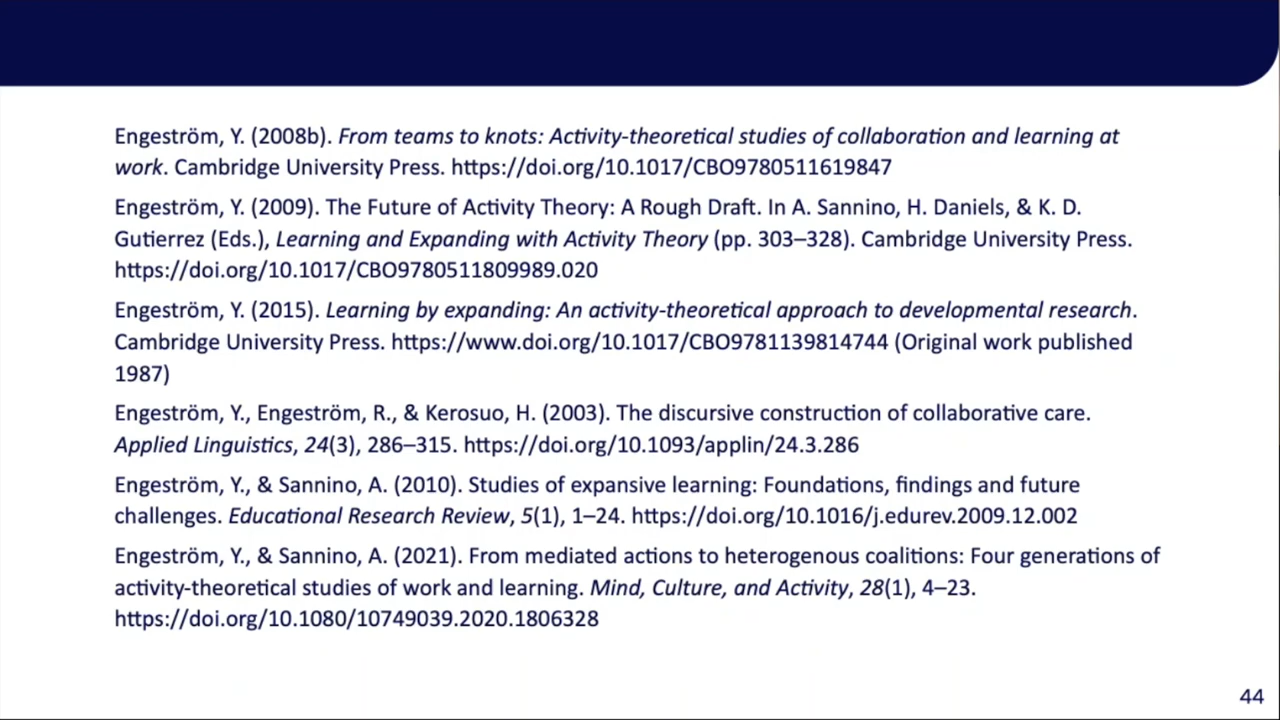 Engeström, Y. (2008b). From teams to knots: Activity-theoretical studies of collaboration and learning at
work. Cambridge University Press. https://doi.org/10.1017/CBO9780511619847
Engeström, Y. (2009). The Future of Activity Theory: A Rough Draft. In A. Sannino, H. Daniels, & K. D.
Gutierrez (Eds.), Learning and Expanding with Activity Theory (pp. 303–328). Cambridge University Press.
https://doi.org/10.1017/CBO9780511809989.020
Engeström, Y. (2015). Learning by expanding: An activity-theoretical approach to developmental research.
Cambridge University Press. https://www.doi.org/10.1017/CBO9781139814744 (Original work published
1987)
Engeström, Y., Engeström, R., & Kerosuo, H. (2003). The discursive construction of collaborative care.
Applied Linguistics, 24(3), 286–315. https://doi.org/10.1093/applin/24.3.286
Engeström, Y., & Sannino, A. (2010). Studies of expansive learning: Foundations, findings and future
challenges. Educational Research Review, 5(1), 1–24. https://doi.org/10.1016/j.edurev.2009.12.002
Engeström, Y., & Sannino, A. (2021). From mediated actions to heterogenous coalitions: Four generations of
activity-theoretical studies of work and learning. Mind, Culture, and Activity, 28(1), 4–23.
https://doi.org/10.1080/10749039.2020.1806328
44